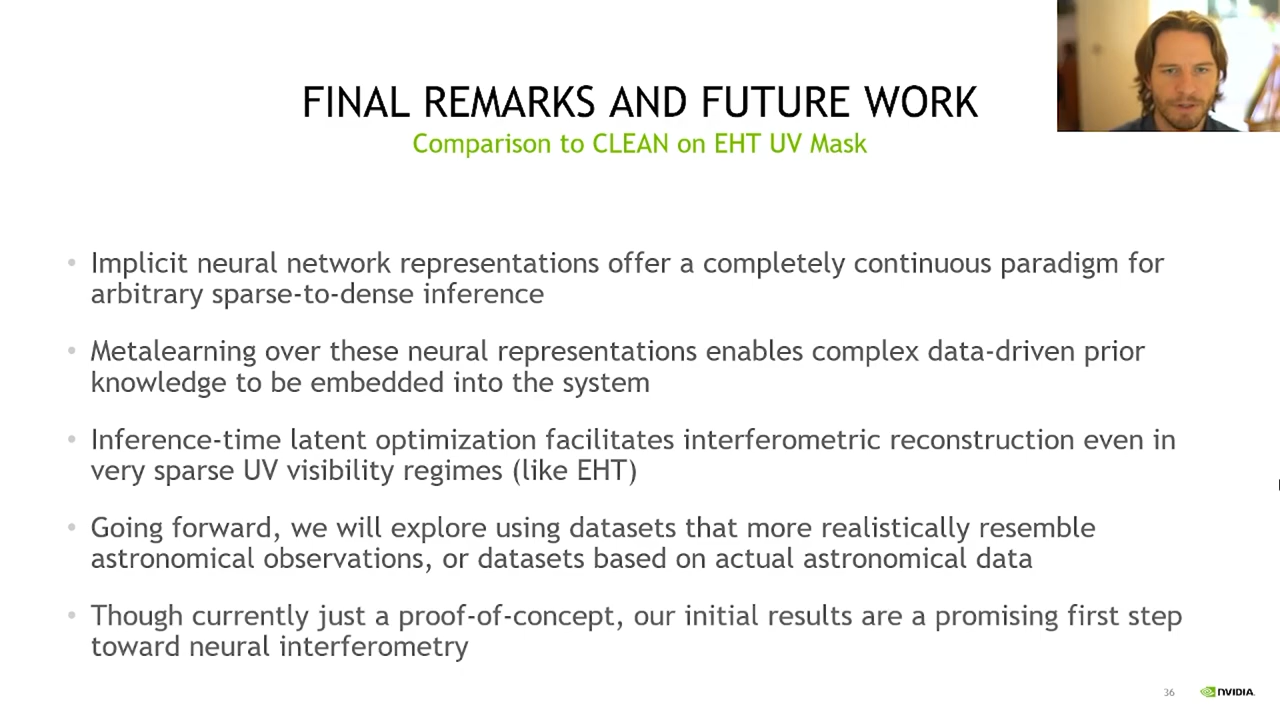 FINAL REMARKS AND FUTURE WORK
Comparison to CLEAN on EHT UV Mask
• Implicit neural network representations offer a completely continuous paradigm for
arbitrary sparse-to-dense inference
• Metalearning over these neural representations enables complex data-driven prior
knowledge to be embedded into the system
• Inference-time latent optimization facilitates interferometric reconstruction even in
very sparse UV visibility regimes (like EHT)
• Going forward, we will explore using datasets that more realistically resemble
astronomical observations, or datasets based on actual astronomical data
• Though currently just a proof-of-concept, our initial results are a promising first step
toward neural interferometry
36
NVIDIA.